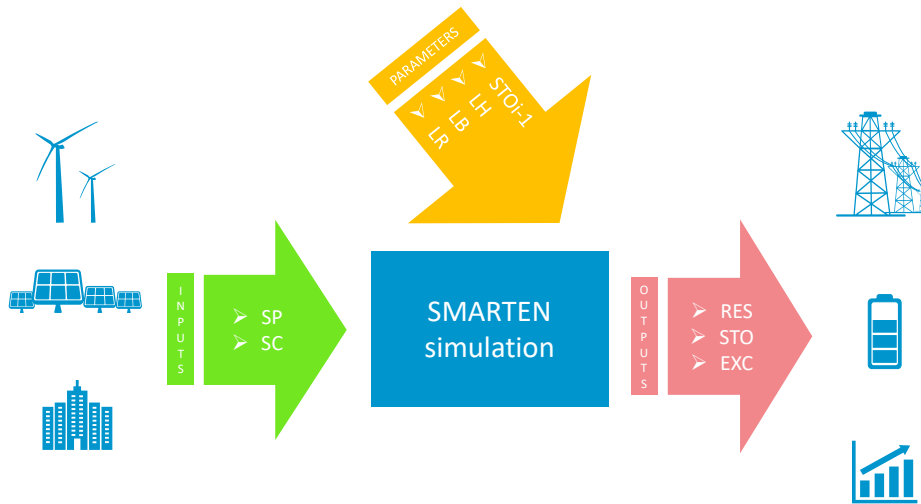 PARAMETERS
LR
LB
LH
STOi-1
INPUTS
SP
SC
SMARTEN
simulation
OUTPUTS
RES
STO
EXC